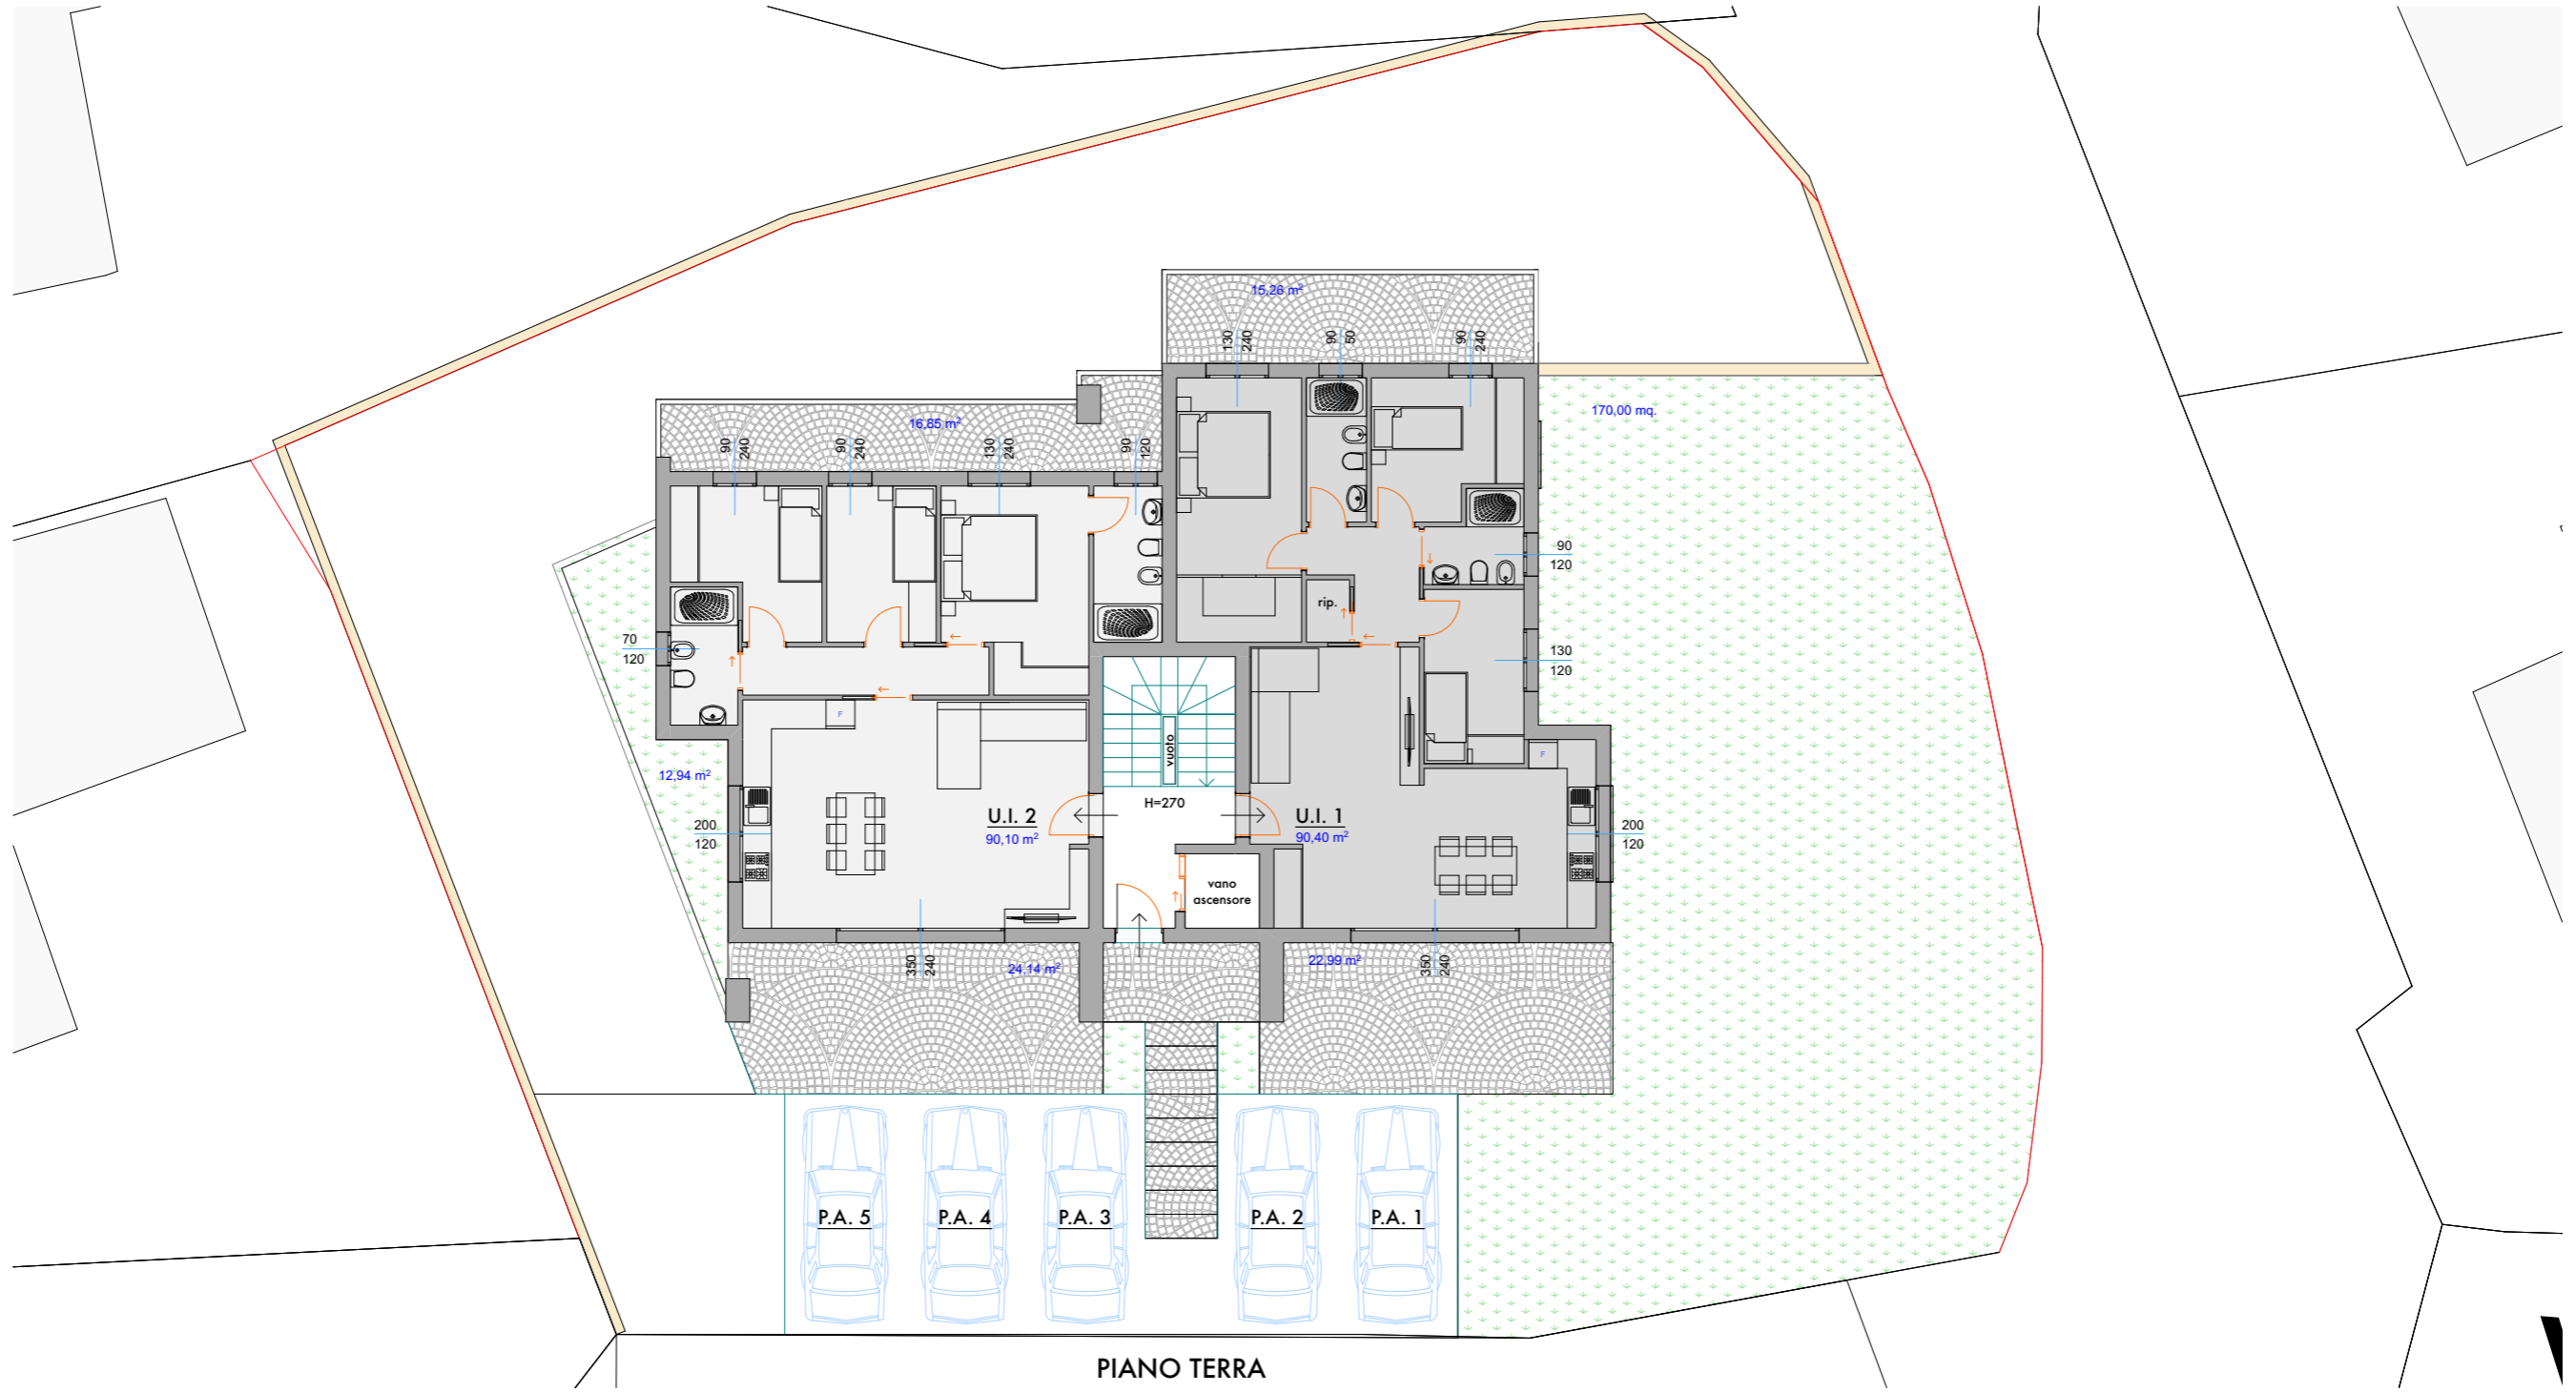 15,26 m²
130
240
90
50
90
240
16,85 m²
90
240
90
240
130
240
90
120
170,00 mq.
90
120
rip.
70
120
130
120
F
vuoto
F
12,94 m²
H=270
U.I. 2
90,10 m²
U.I. 1
90,40 m²
200
120
200
120
vano
ascensore
350
240
24,14 m²
22,99 m²
350
240
P.A. 5
P.A. 4
P.A. 3
P.A. 2
P.A. 1
PIANO TERRA